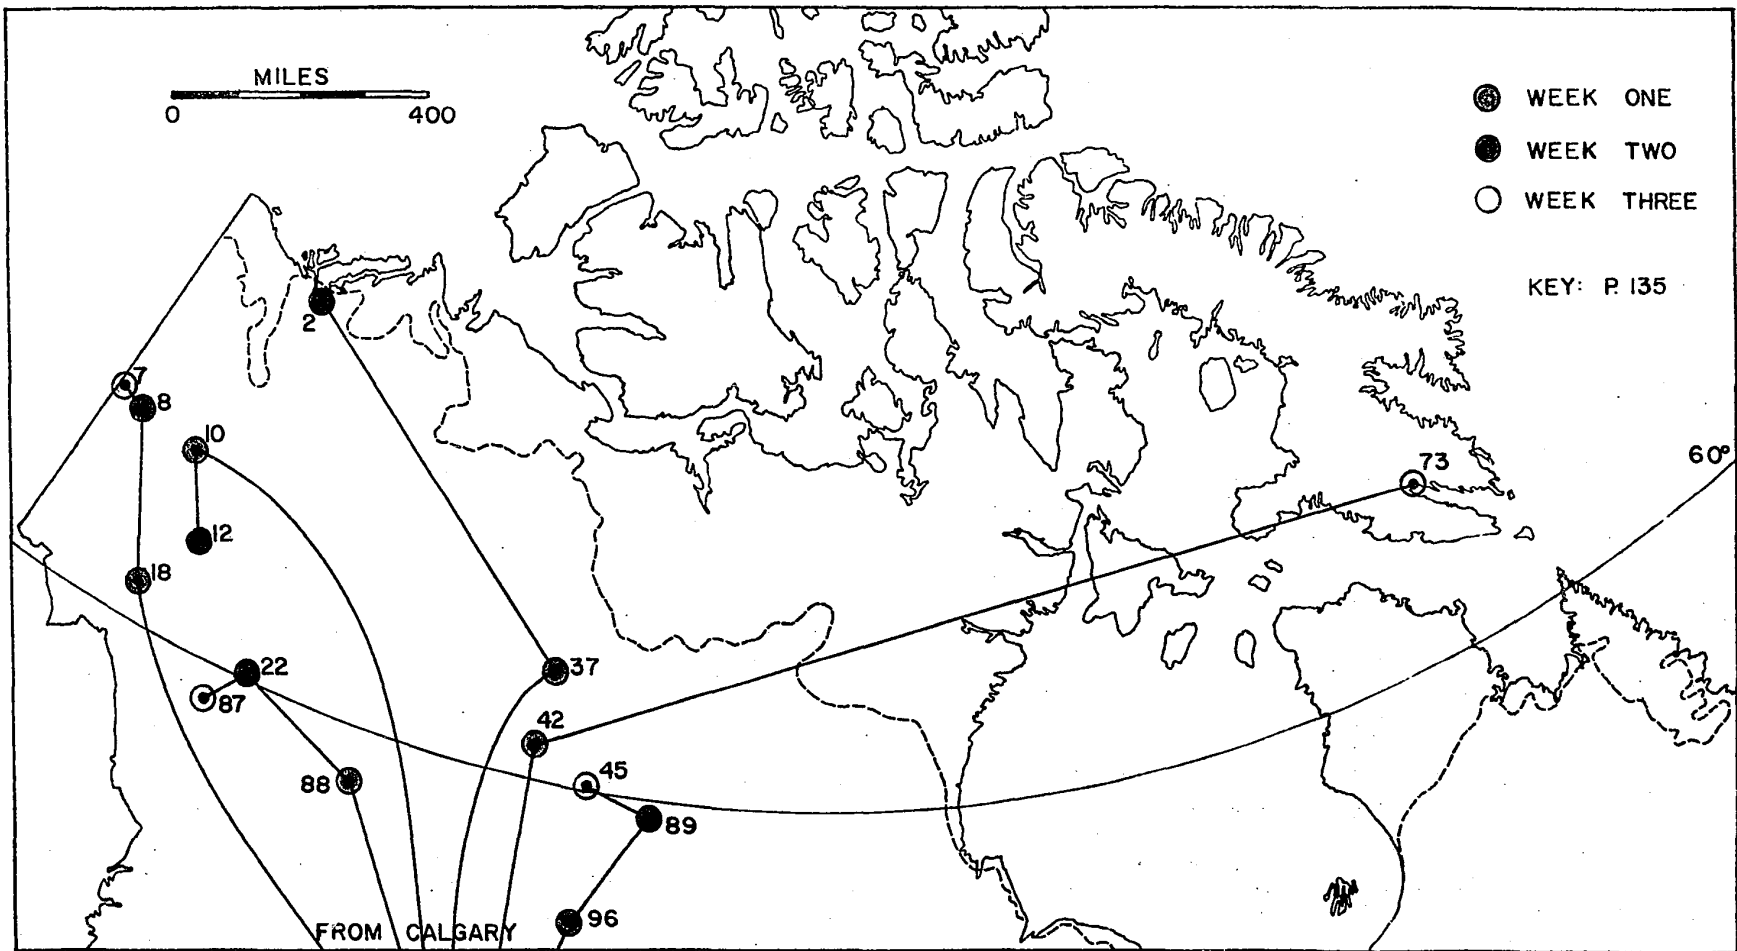 MILES
0 400
WEEK ONE
WEEK TWO
WEEK THREE
KEY: P. 135
2
7
8
10
12
18
22
87
88
37
42
45
89
96
73
60°
FROM CALGARY